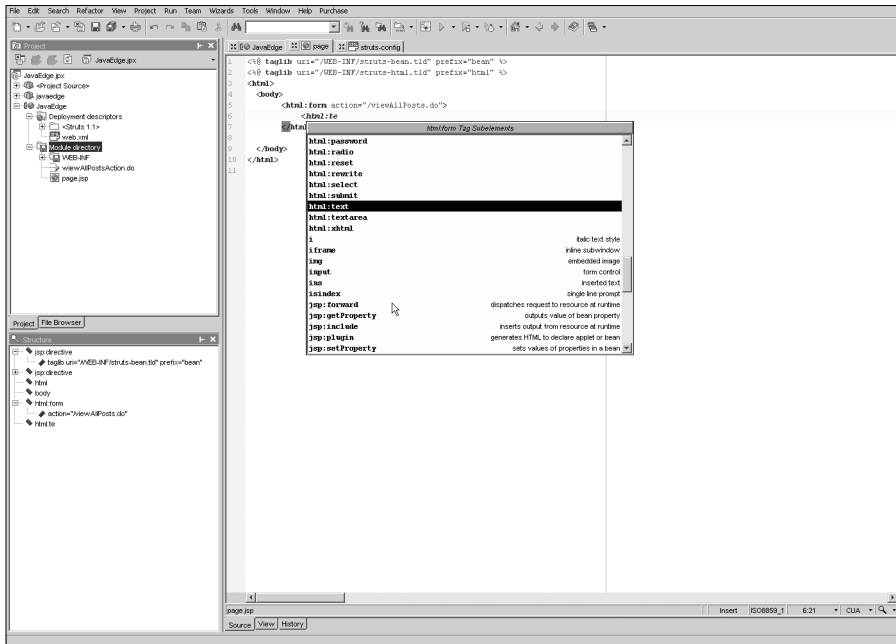 File Edit Search Refactor View Project Run Team Wizards Tools Window Help Purchase
Project
JavaEdge.jpx
JavaEdge.jpx
<Project Source>
javaedge
JavaEdge
Deployment descriptors
<Struts 1.1>
web.xml
Module directory
WEB-INF
viewAllPostsAction.do
page.jsp
Project File Browser
Structure
jsp:directive
taglib uri="/WEB-INF/struts-bean.tld" prefix="bean"
jsp:directive
html
body
html:form
action="/viewAllPosts.do"
html:te
JavaEdge page struts-config
1 <%@ taglib uri="/WEB-INF/struts-bean.tld" prefix="bean" %>
2 <%@ taglib uri="/WEB-INF/struts-html.tld" prefix="html" %>
3 <html>
4 <body>
5 <html:form action="/viewAllPosts.do">
6 <html:te
7 </html
8
9 </body>
10 </html>
11
html:form Tag Subelements
html:password
html:radio
html:reset
html:rewrite
html:select
html:submit
html:text
html:textarea
html:xhtml
i italic text style
iframe inline subwindow
img embedded image
input form control
ins inserted text
isindex single line prompt
jsp:forward dispatches request to resource at runtime
jsp:getProperty outputs value of bean property
jsp:include inserts output from resource at runtime
jsp:plugin generates HTML to declare applet or bean
jsp:setProperty sets values of properties in a bean
page.jsp Insert ISO8859_1 6:21 CUA
Source View History